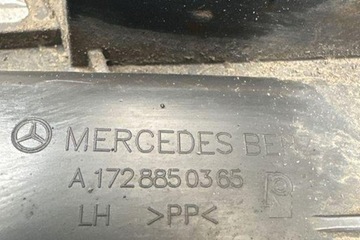 MERCEDES BE
A 172 885 03 65
LH >PP<